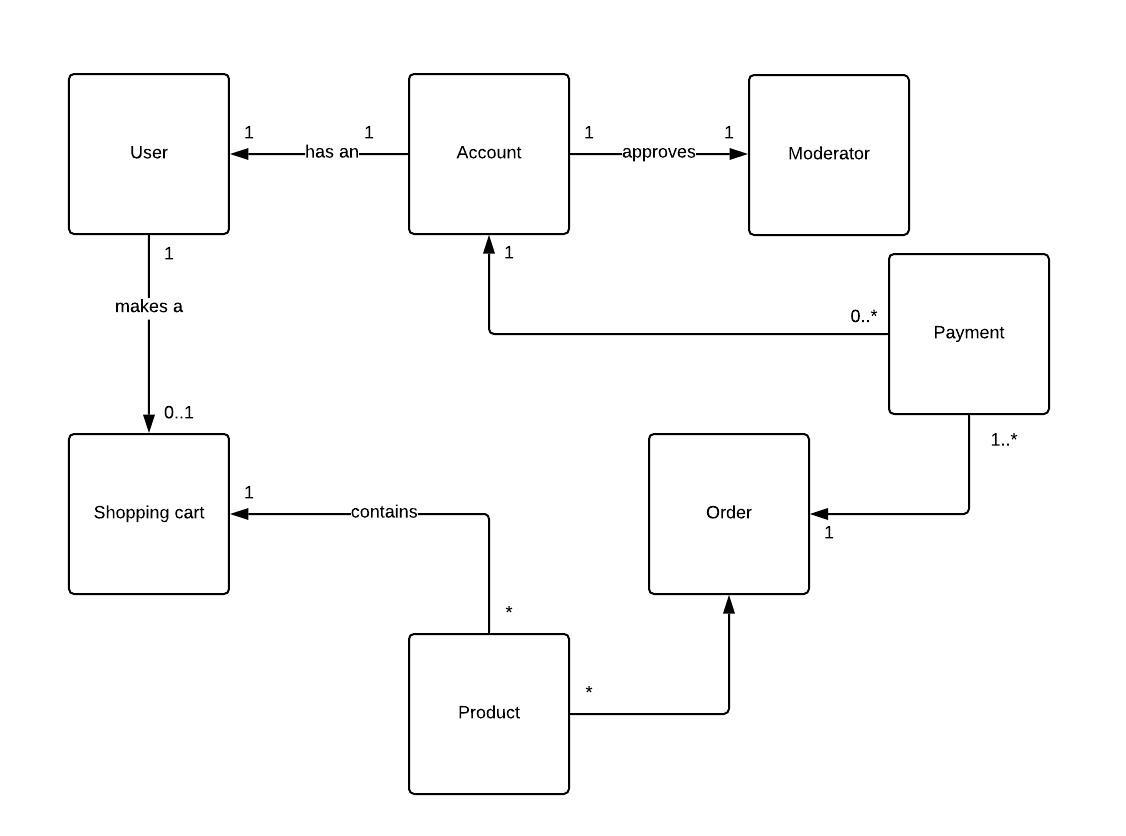 User
1
has an
1
Account
1
approves
1
Moderator
1
makes a
0..1
1
0..*
Payment
1..*
Shopping cart
1
contains
*
Order
1
Product
*